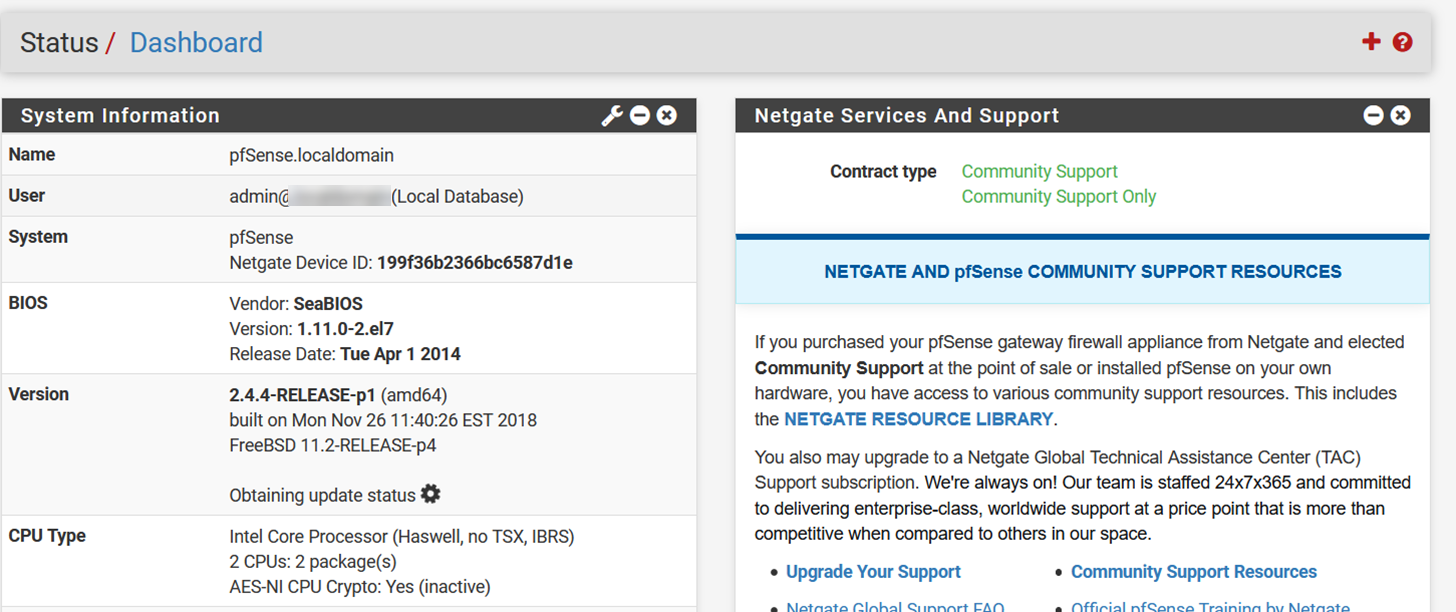 Status / Dashboard
System Information
Name pfSense.localdomain
User admin@ (Local Database)
System pfSense
Netgate Device ID: 199f36b2366bc6587d1e
BIOS Vendor: SeaBIOS
Version: 1.11.0-2.el7
Release Date: Tue Apr 1 2014
Version 2.4.4-RELEASE-p1 (amd64)
built on Mon Nov 26 11:40:26 EST 2018
FreeBSD 11.2-RELEASE-p4
Obtaining update status
CPU Type Intel Core Processor (Haswell, no TSX, IBRS)
2 CPUs: 2 package(s)
AES-NI CPU Crypto: Yes (inactive)
Netgate Services And Support
Contract type Community Support
Community Support Only
NETGATE AND pfSense COMMUNITY SUPPORT RESOURCES
If you purchased your pfSense gateway firewall appliance from Netgate and elected
Community Support at the point of sale or installed pfSense on your own
hardware, you have access to various community support resources. This includes
the NETGATE RESOURCE LIBRARY.
You also may upgrade to a Netgate Global Technical Assistance Center (TAC)
Support subscription. We're always on! Our team is staffed 24x7x365 and committed
to delivering enterprise-class, worldwide support at a price point that is more than
competitive when compared to others in our space.
• Upgrade Your Support • Community Support Resources
• Netgate Global Support FAQ • Official pfSense Training by Netgate